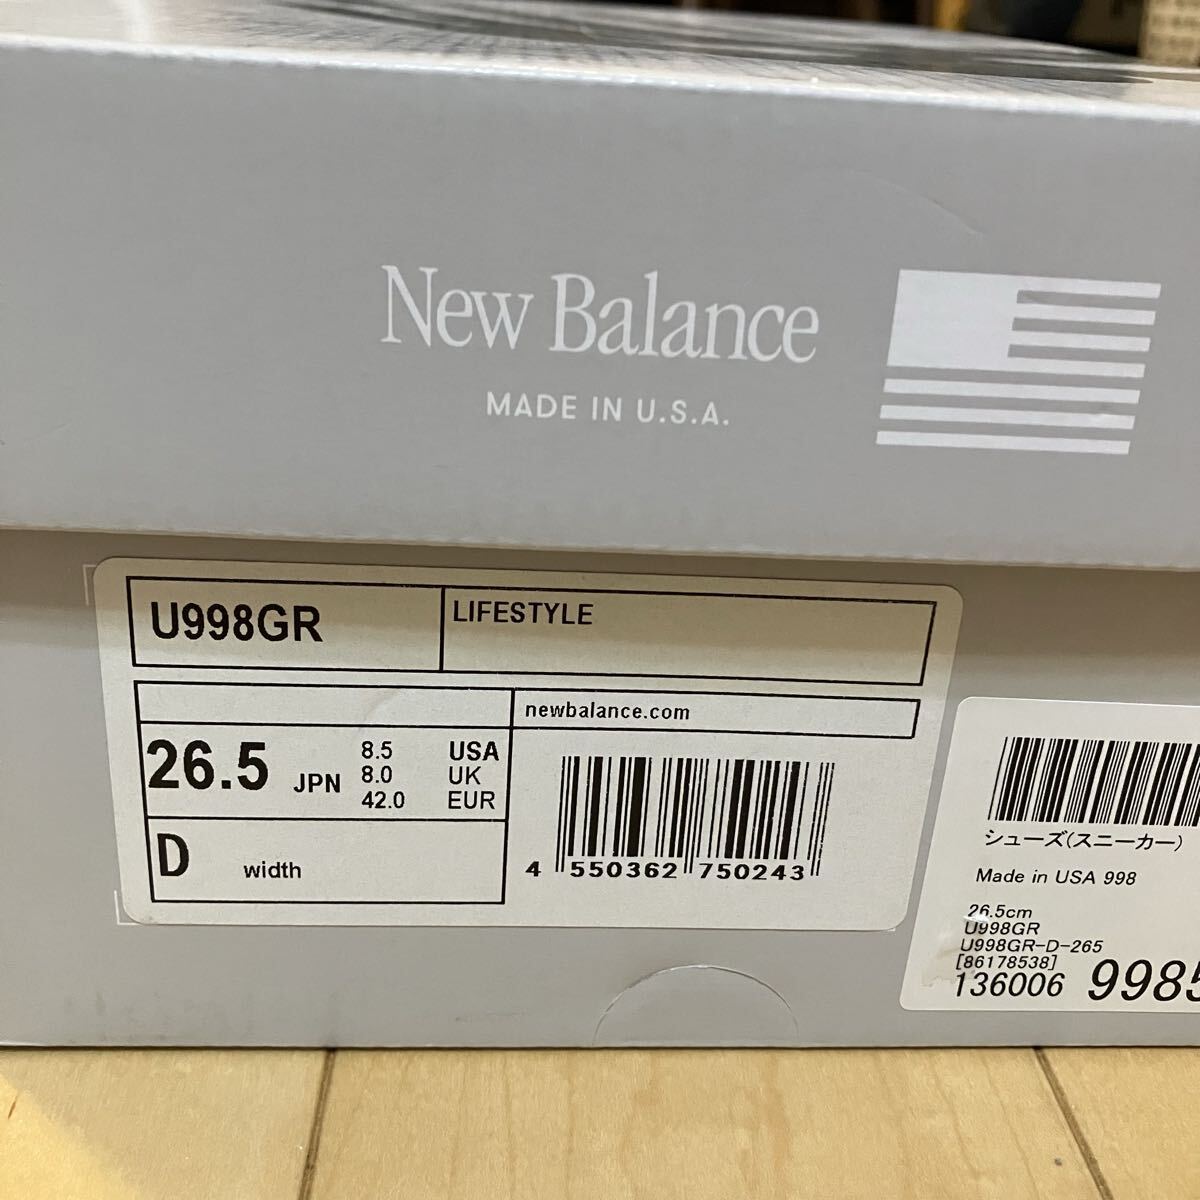 New Balance
MADE IN U.S.A.
U998GR
LIFESTYLE
newbalance.com
26.5 JPN
8.5 USA
8.0 UK
42.0 EUR
D width
4 550362 750243
シューズ(スニーカー)
Made in USA 998
26.5cm
U998GR
U998GR-D-265
[86178538]
136006 9985